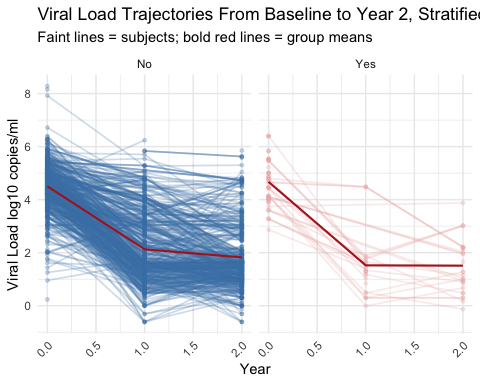 Viral Load Trajectories From Baseline to Year 2, Stratifie
Faint lines = subjects; bold red lines = group means
No
Yes
Viral Load log10 copies/ml
8
6
4
2
0
0.0
0.5
1.0
1.5
2.0
0.0
0.5
1.0
1.5
2.0
Year